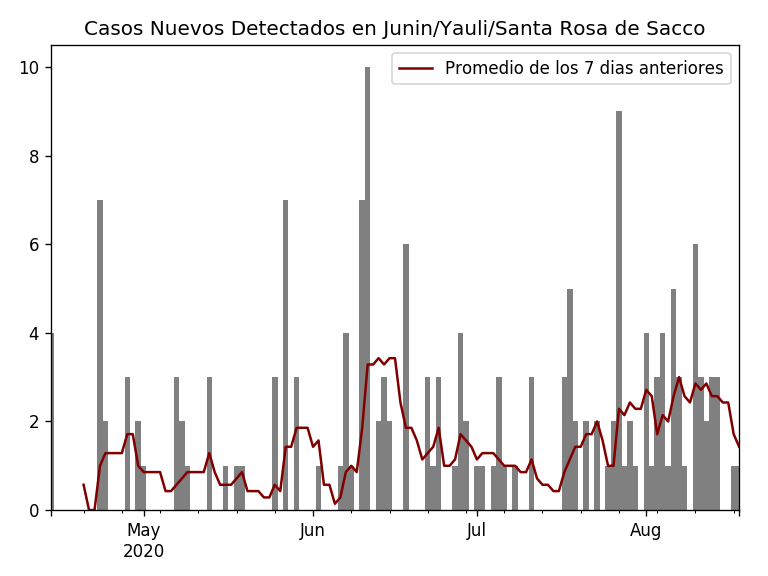 Casos Nuevos Detectados en Junin/Yauli/Santa Rosa de Sacco
Promedio de los 7 dias anteriores
10
8
6
4
2
0
May
2020
Jun
Jul
Aug